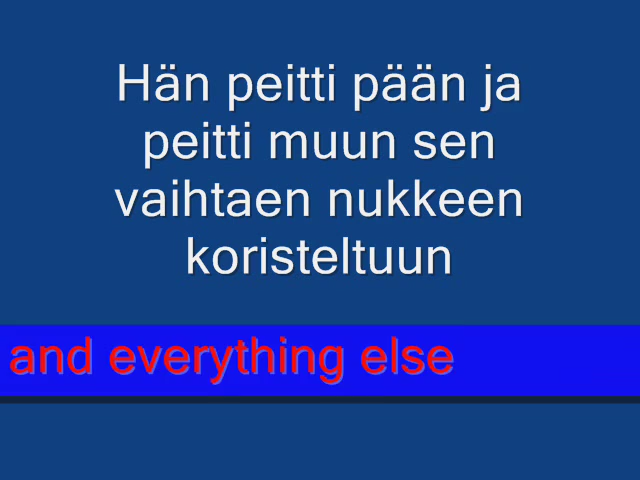 Hän peitti pään ja
peitti muun sen
vaihtaen nukkeen
koristeltuun
and everything else